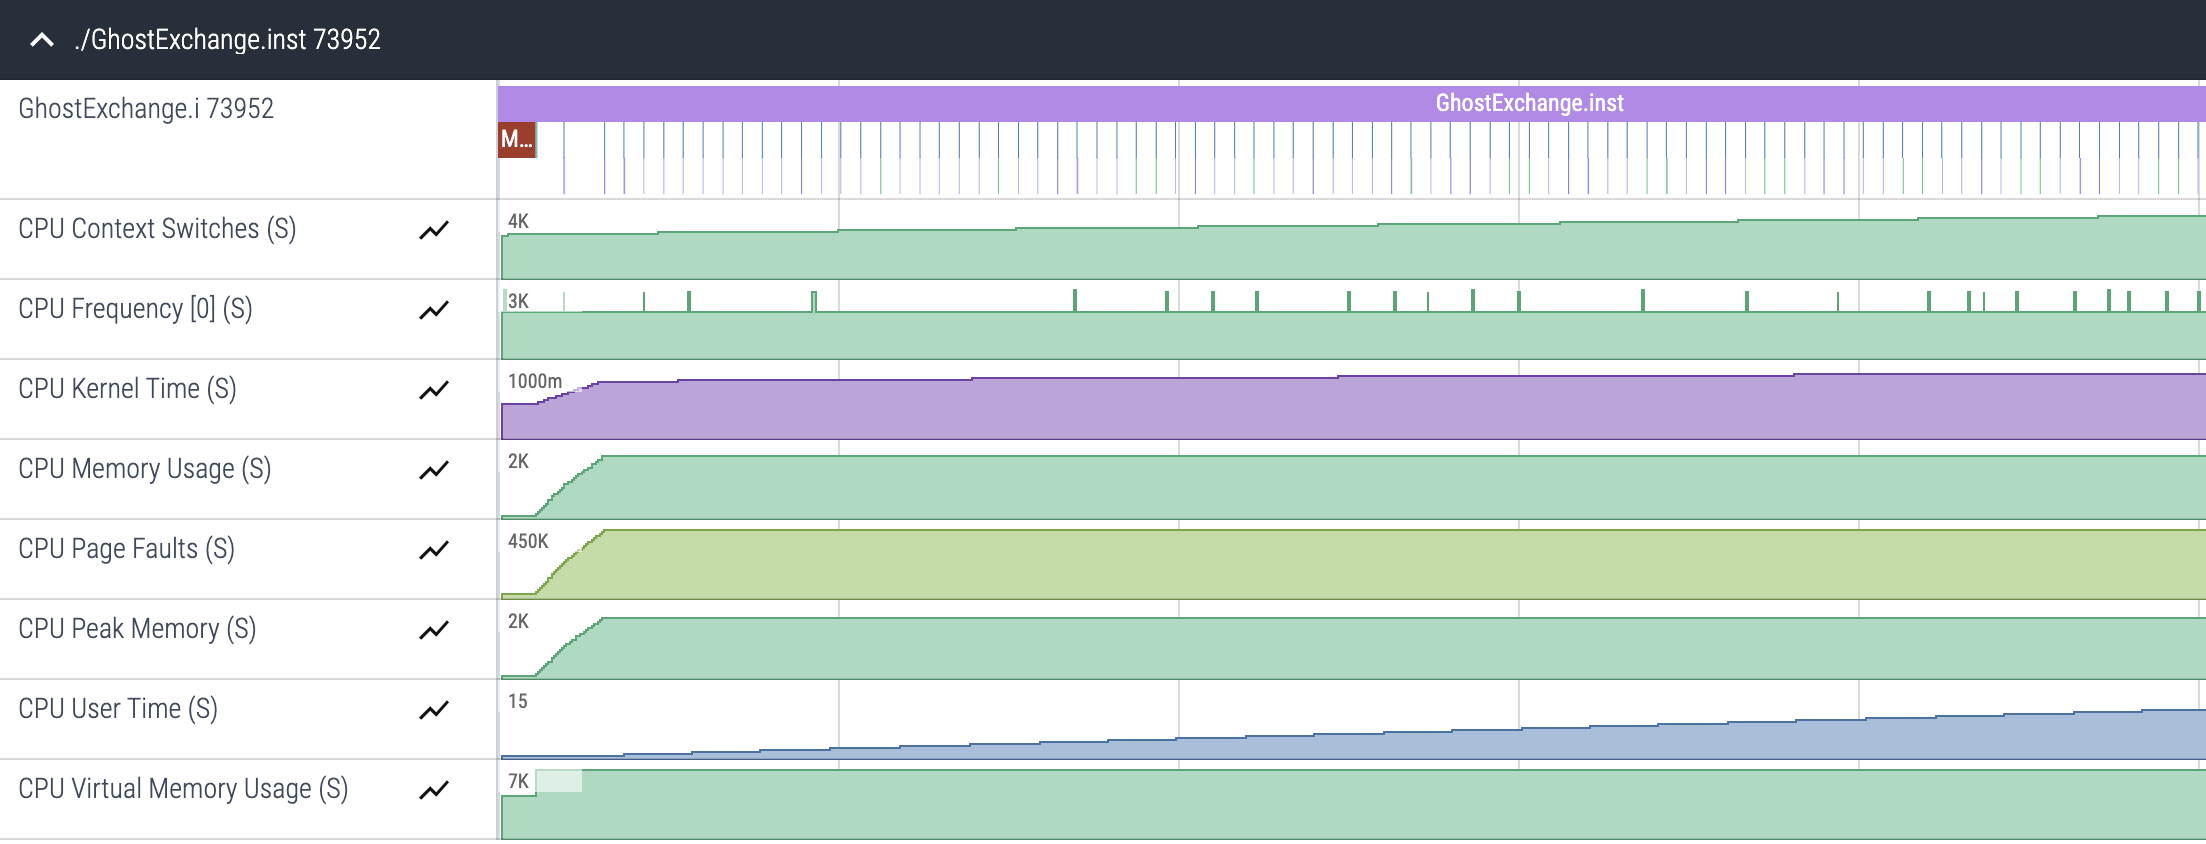 ./GhostExchange.inst 73952
GhostExchange.i 73952
GhostExchange.inst
M...
CPU Context Switches (S)
4K
CPU Frequency [0] (S)
3K
CPU Kernel Time (S)
1000m
CPU Memory Usage (S)
2K
CPU Page Faults (S)
450K
CPU Peak Memory (S)
2K
CPU User Time (S)
15
CPU Virtual Memory Usage (S)
7K